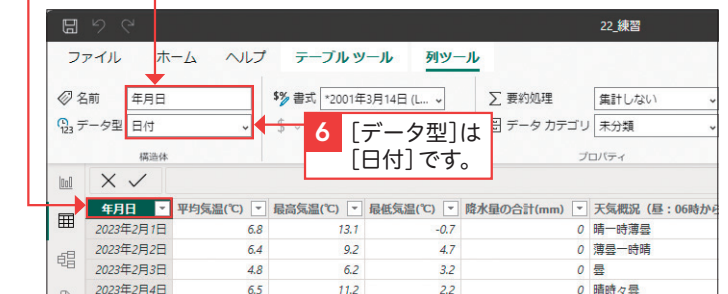 22_練習
ファイル ホーム ヘルプ テーブル ツール 列ツール
名前 年月日 $% 書式 *2001年3月14日 (L... Σ 要約処理 集計しない
123 データ型 日付 $ データ カテゴリ 未分類
6 [データ型]は
[日付]です。
構造体 プロパティ
年月日 平均気温(℃) 最高気温(℃) 最低気温(℃) 降水量の合計(mm) 天気概況（昼：06時から
2023年2月1日 6.8 13.1 -0.7 0 晴一時薄曇
2023年2月2日 6.4 9.2 4.7 0 薄曇一時晴
2023年2月3日 4.8 6.2 3.2 0 曇
2023年2月4日 6.5 11.2 2.2 0 晴時々曇